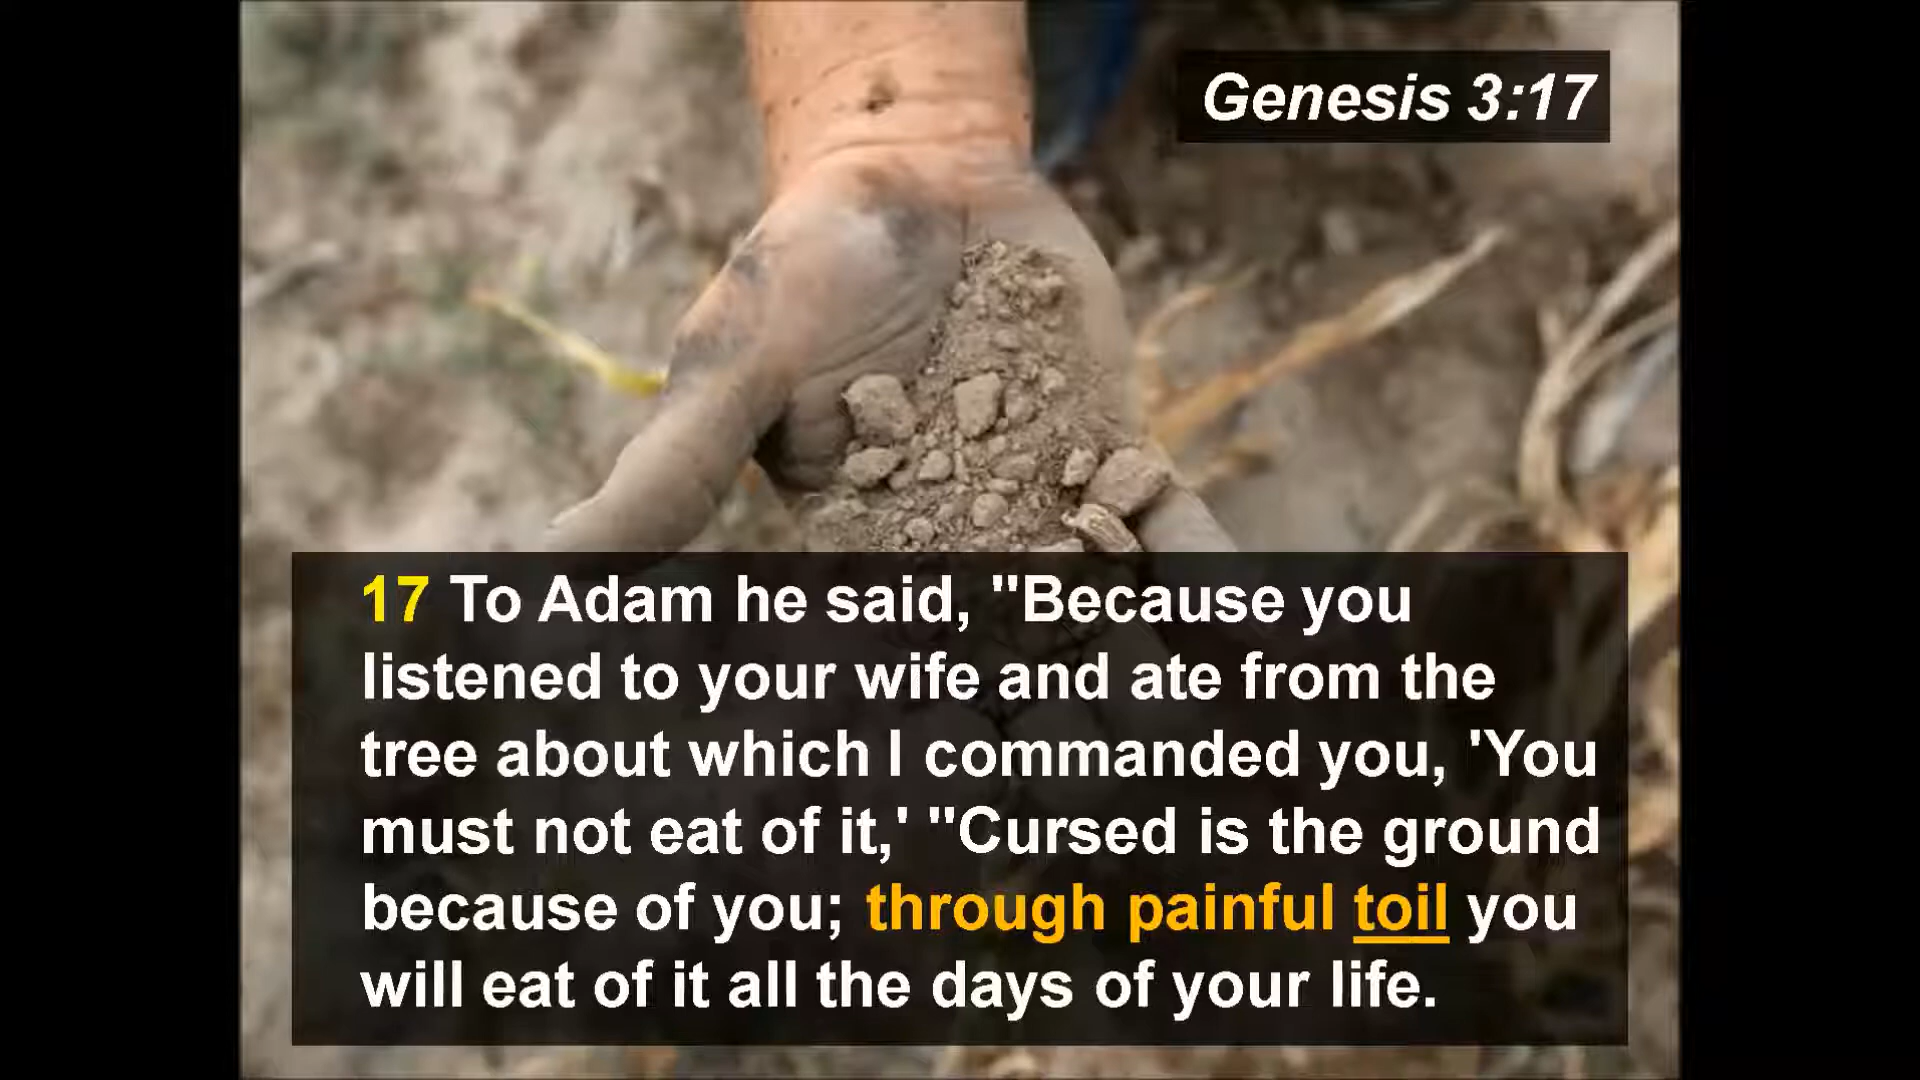 Genesis 3:17
17 To Adam he said, "Because you
listened to your wife and ate from the
tree about which I commanded you, 'You
must not eat of it,' "Cursed is the ground
because of you; through painful toil you
will eat of it all the days of your life.